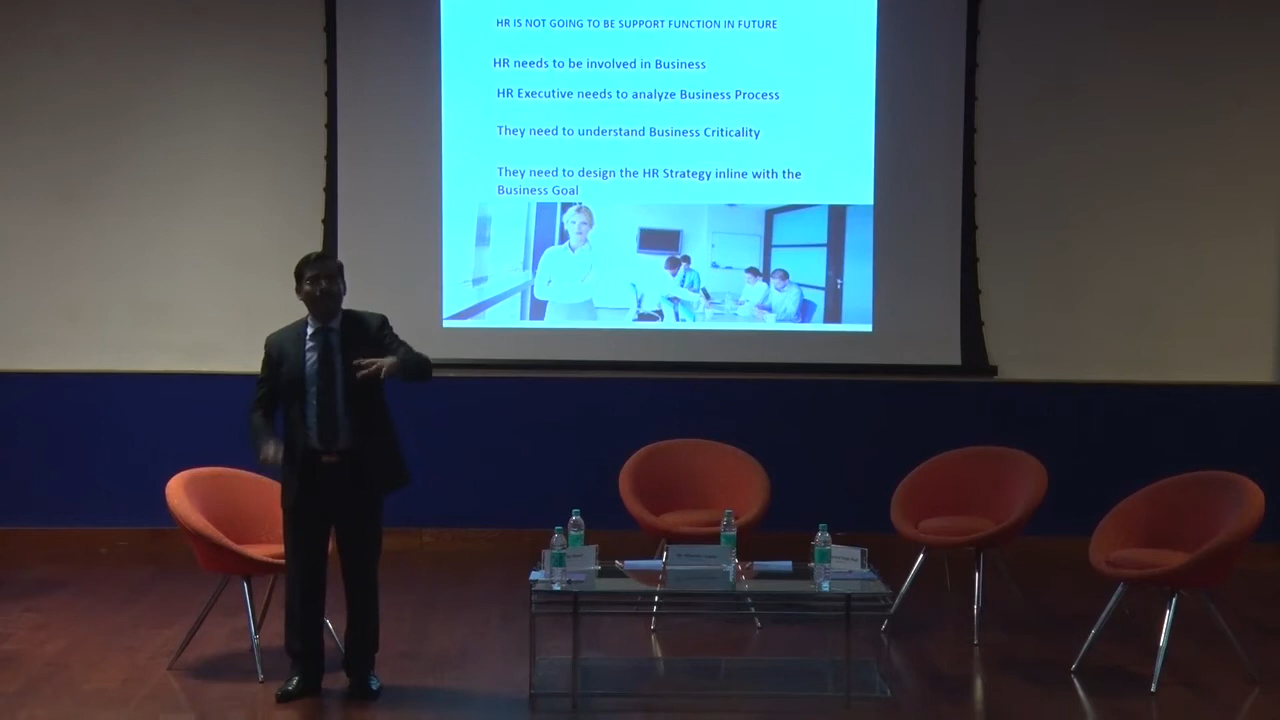 HR IS NOT GOING TO BE SUPPORT FUNCTION IN FUTURE
HR needs to be involved in Business
HR Executive needs to analyze Business Process
They need to understand Business Criticality
They need to design the HR Strategy inline with the
Business Goal